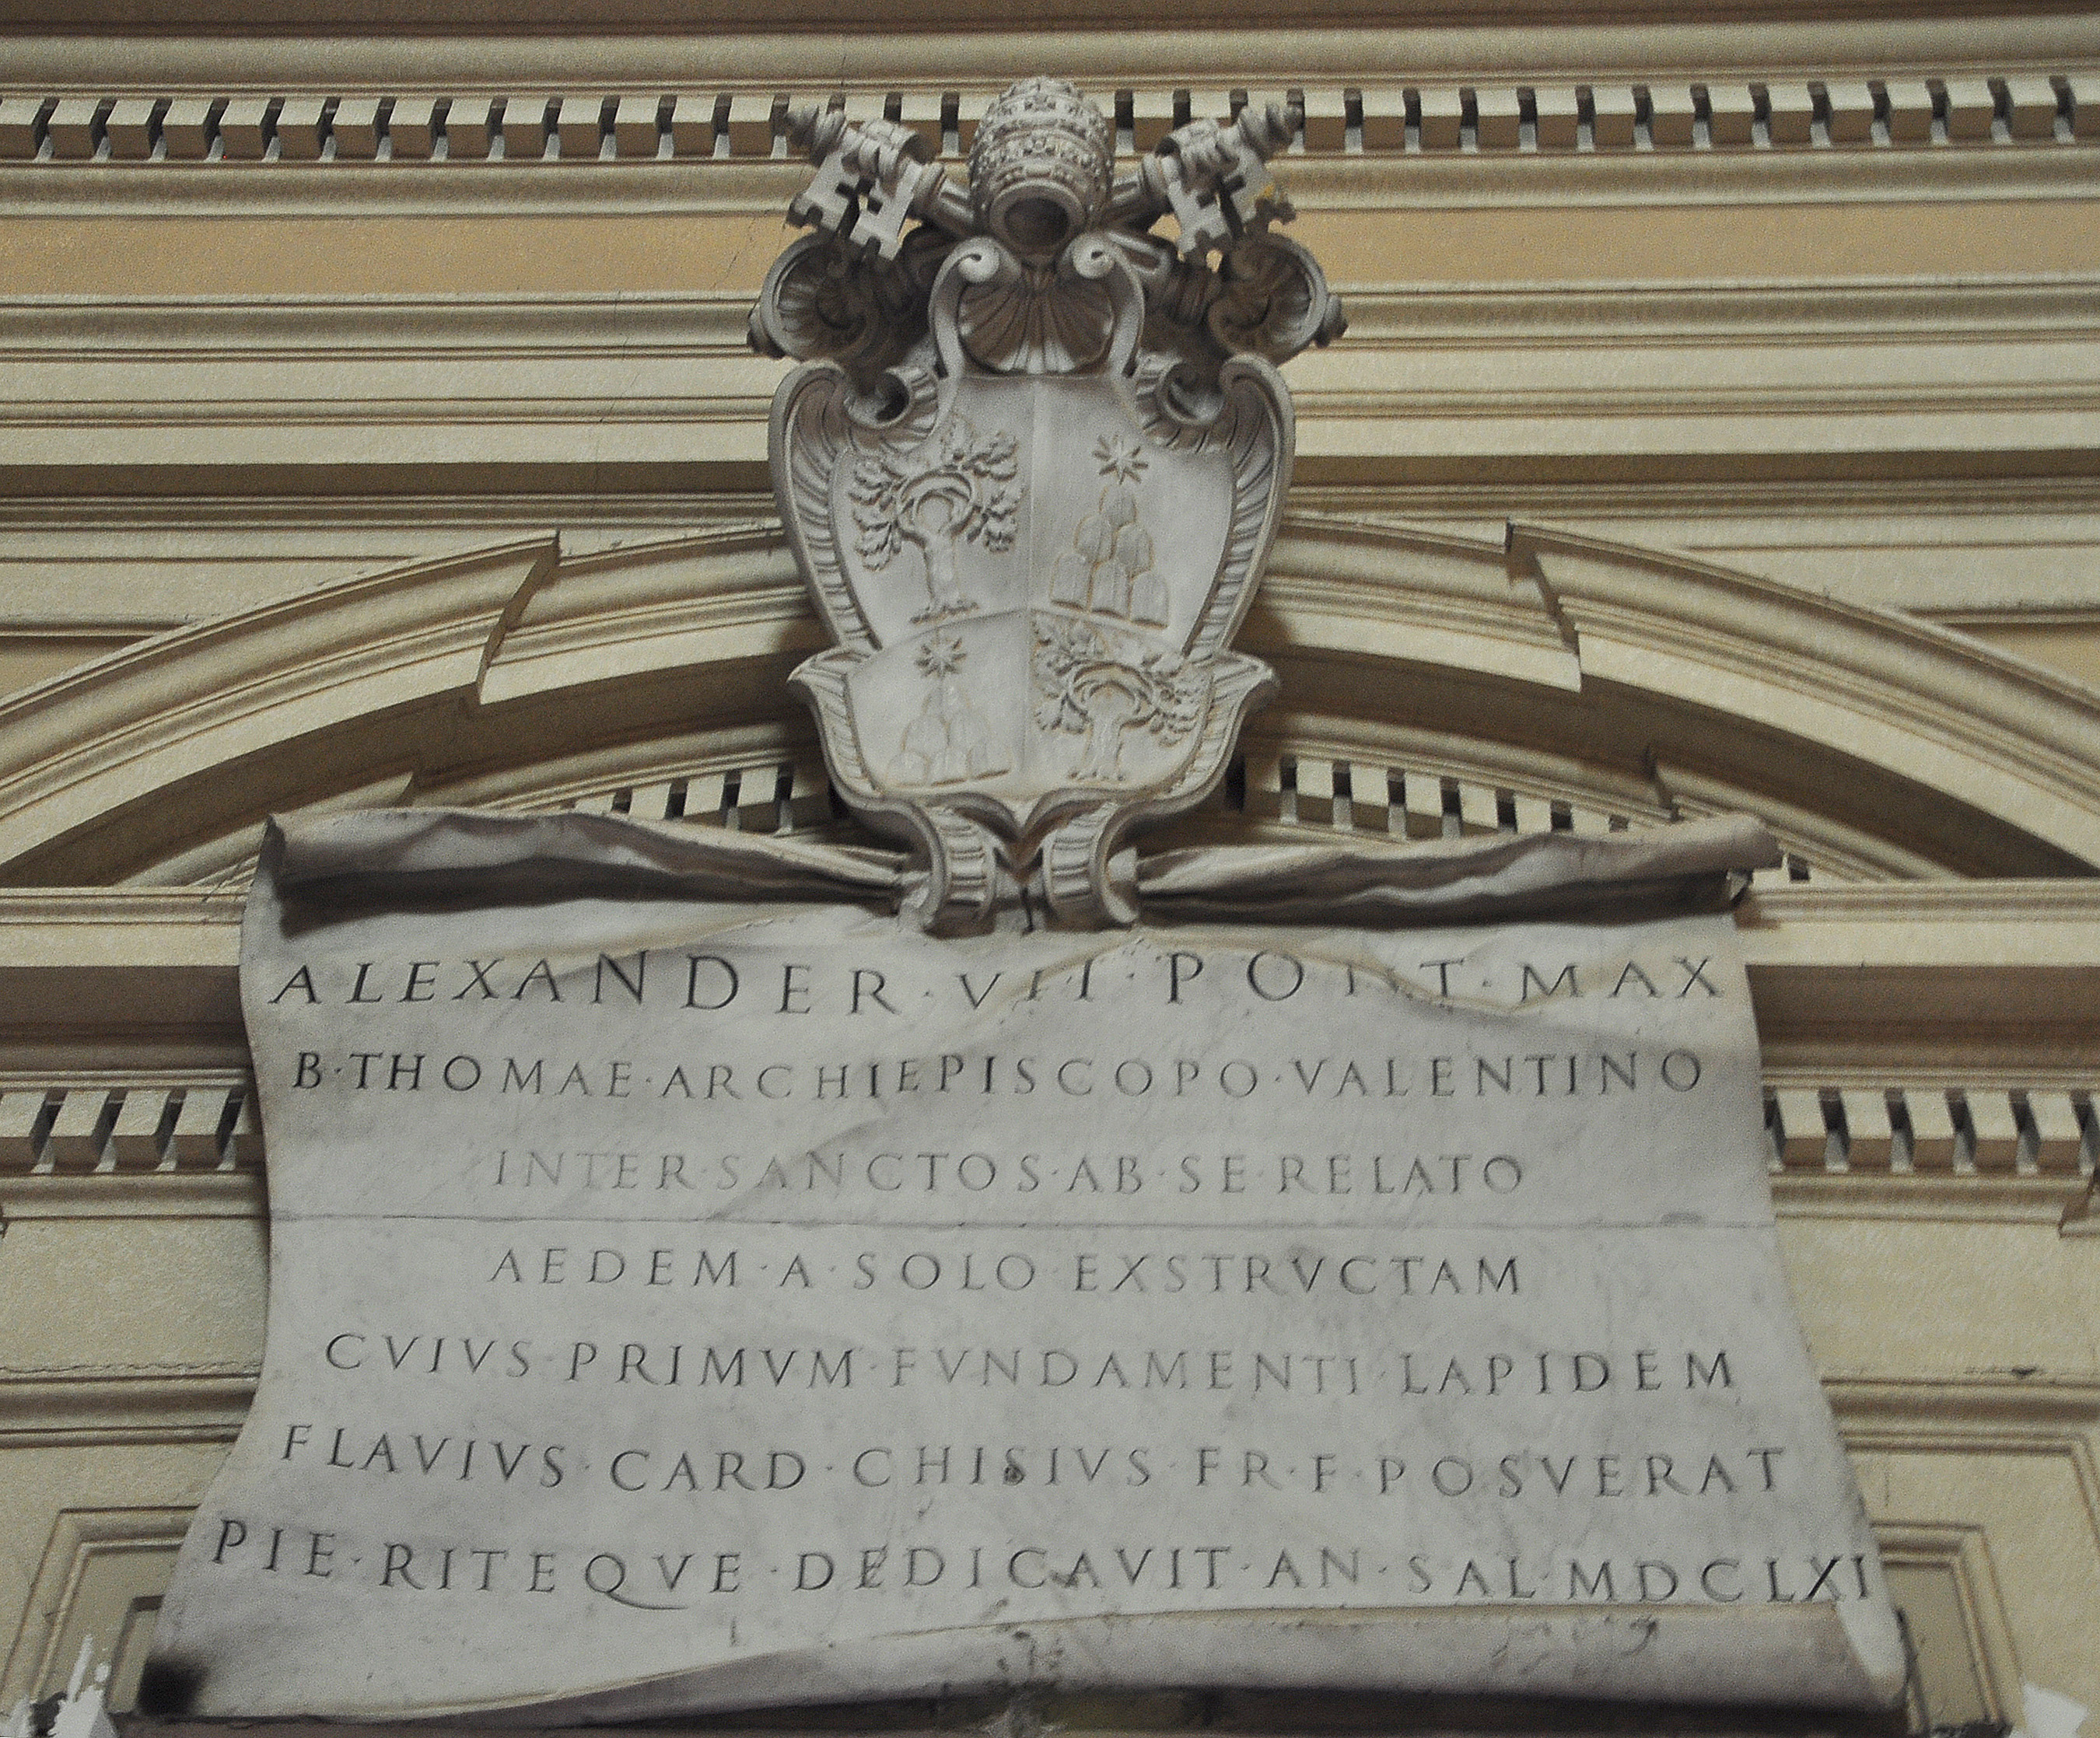 ALEXANDER · VII · PONT · MAX
B · THOMAE · ARCHIEPISCOPO · VALENTINO
INTER · SANCTOS · AB · SE · RELATO
AEDEM · A · SOLO EXSTRVCTAM
CVIVS · PRIMVM · FVNDAMENTI · LAPIDEM
FLAVIVS · CARD · CHISIVS · FR · F · POSVERAT
PIE · RITEQVE · DEDICAVIT · AN · SAL · MDCLXI